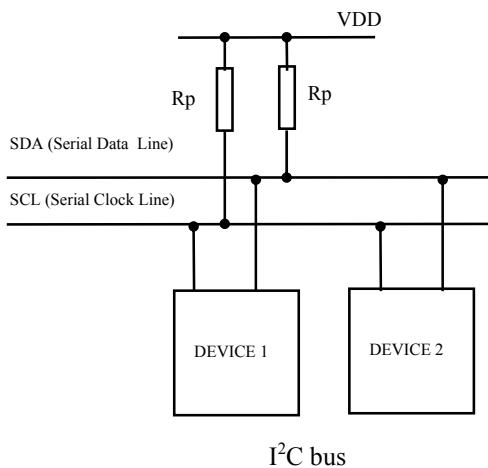 VDD
Rp
Rp
SDA (Serial Data Line)
SCL (Serial Clock Line)
DEVICE 1
DEVICE 2
I²C bus